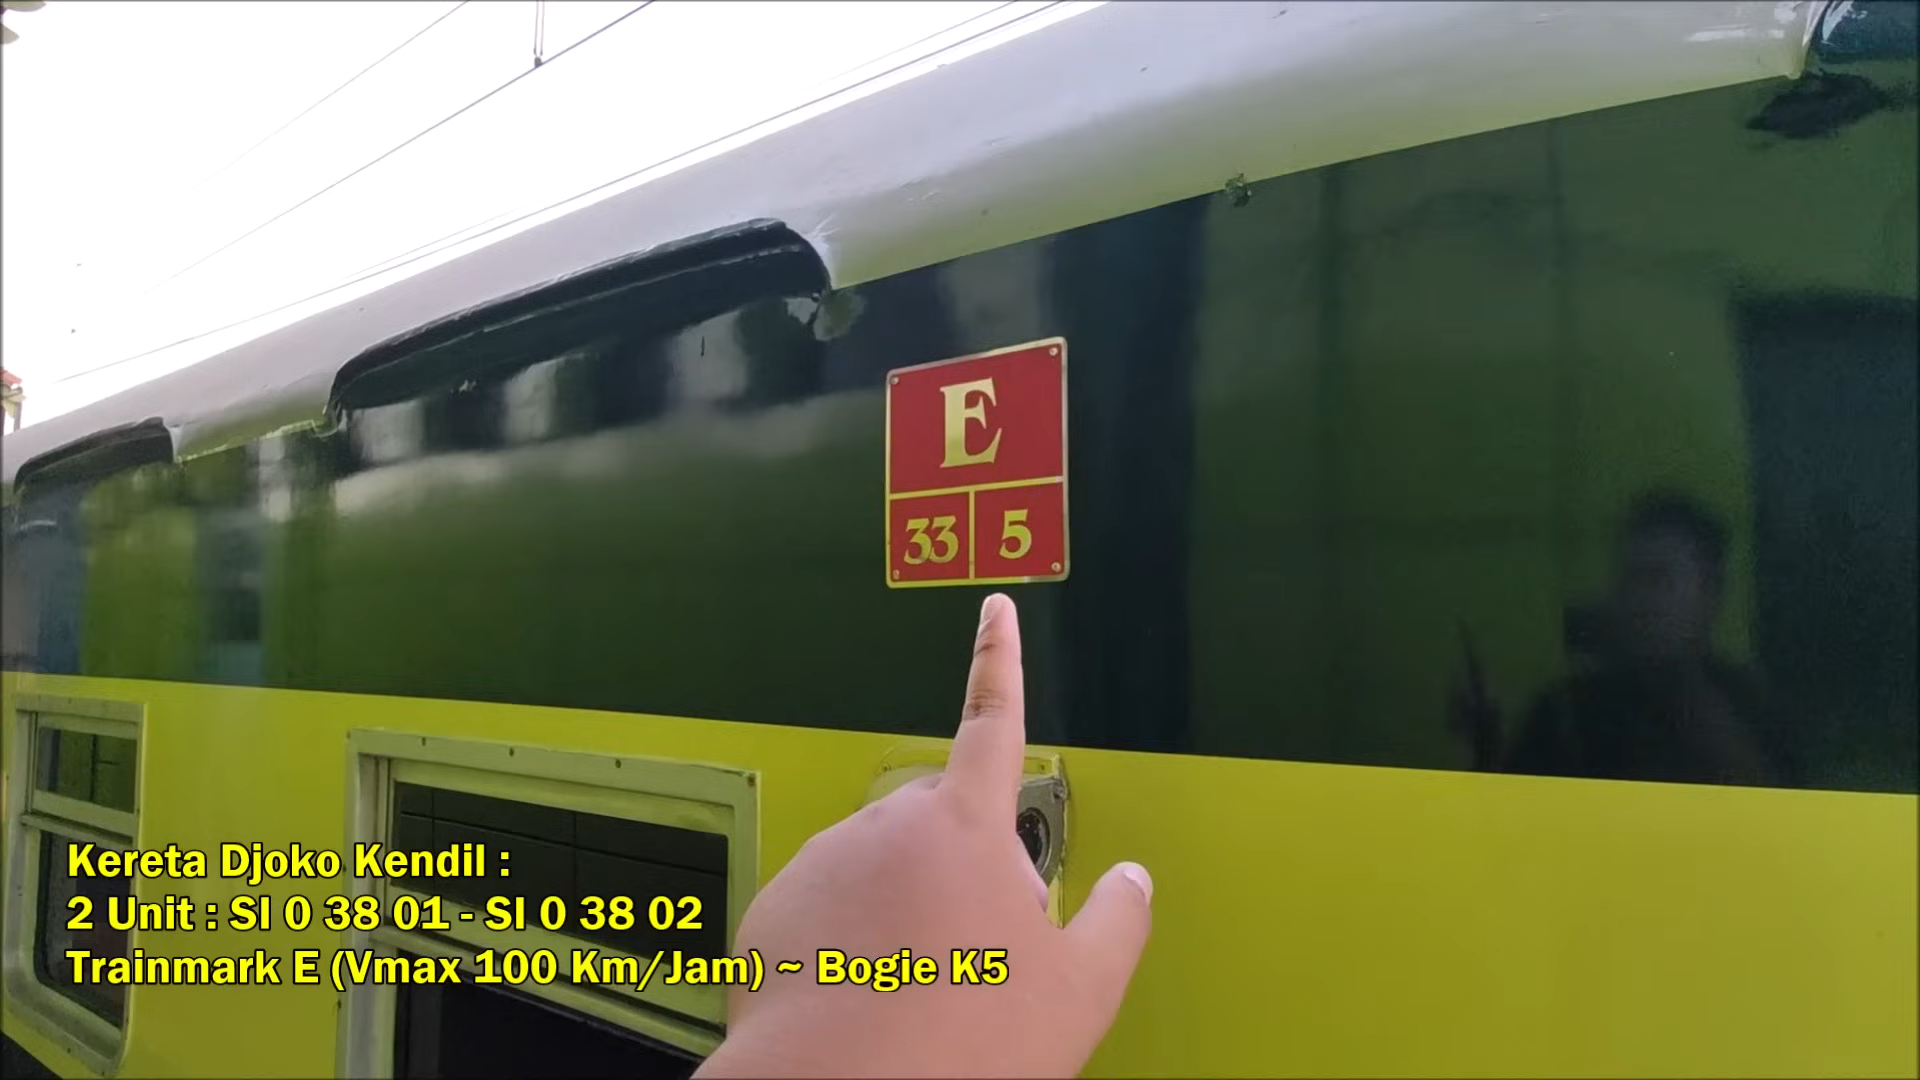 E
33 5
Kereta Djoko Kendil :
2 Unit : SI 0 38 01 - SI 0 38 02
Trainmark E (Vmax 100 Km/Jam) ~ Bogie K5